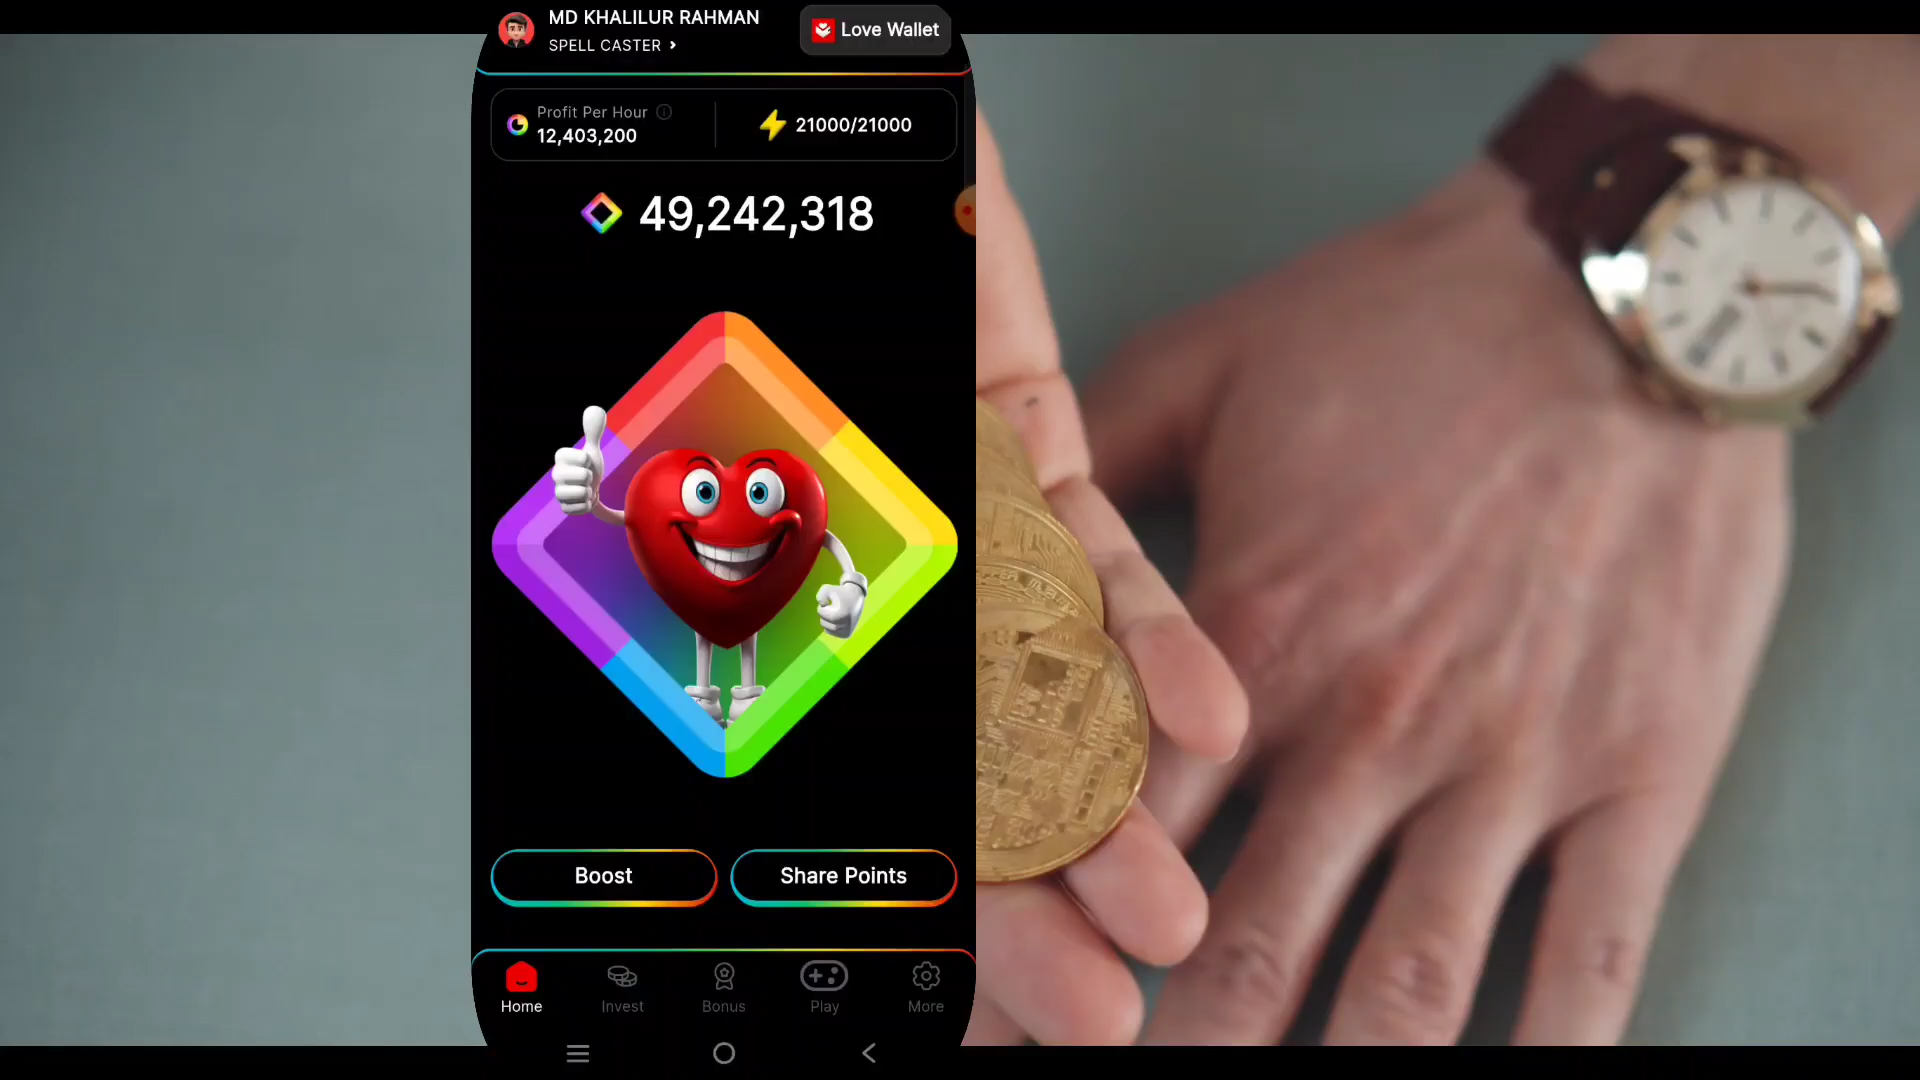 MD KHALILUR RAHMAN
SPELL CASTER ›
Love Wallet
Profit Per Hour
12,403,200
21000/21000
49,242,318
Boost
Share Points
Home
Invest
Bonus
Play
More